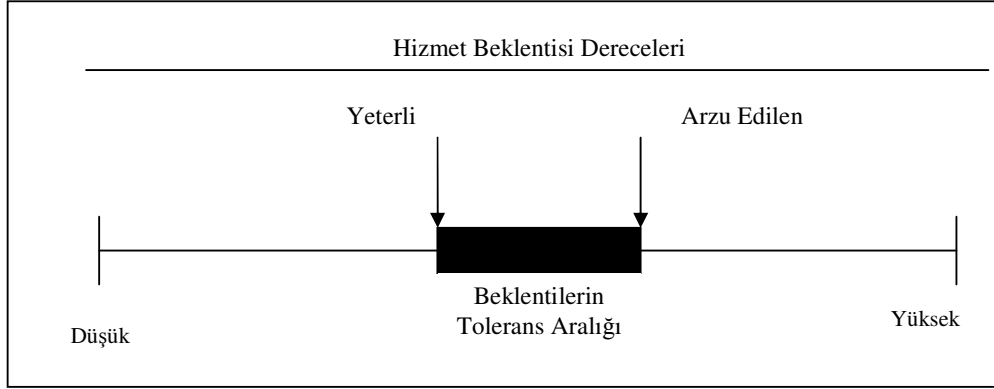 Hizmet Beklentisi Dereceleri
Yeterli
Arzu Edilen
Beklentilerin
Tolerans Aralığı
Düşük
Yüksek